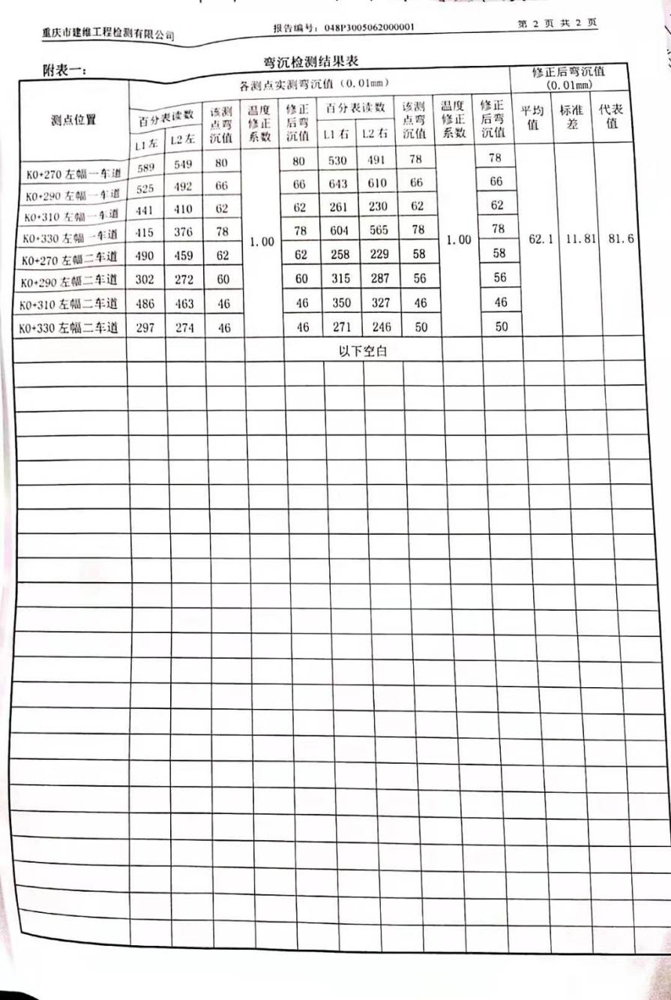 重庆市建维工程检测有限公司 报告编号：048P3005062000001 第 2 页 共 2 页
附表一： 弯沉检测结果表
测点位置 各测点实测弯沉值（0.01mm） 修正后弯沉值（0.01mm）
百分表读数 该测点弯沉值 温度修正系数 修正后弯沉值 百分表读数 该测点弯沉值 温度修正系数 修正后弯沉值 平均值 标准差 代表值
L1左 L2左 L1右 L2右
K0+270 左幅一车道 589 549 80 1.00 80 530 491 78 1.00 78 62.1 11.81 81.6
K0+290 左幅一车道 525 492 66 66 643 610 66 66
K0+310 左幅一车道 441 410 62 62 261 230 62 62
K0+330 左幅一车道 415 376 78 78 604 565 78 78
K0+270 左幅二车道 490 459 62 62 258 229 58 58
K0+290 左幅二车道 302 272 60 60 315 287 56 56
K0+310 左幅二车道 486 463 46 46 350 327 46 46
K0+330 左幅二车道 297 274 46 46 271 246 50 50
以下空白